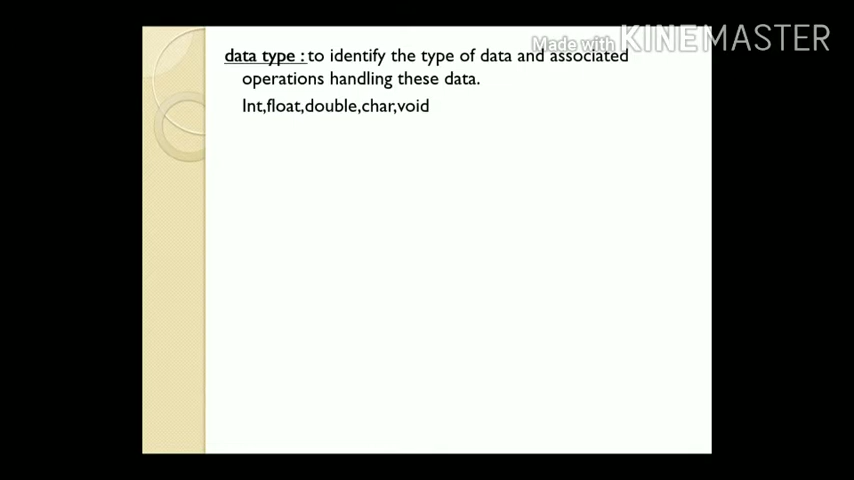 Made with KINEMASTER
data type : to identify the type of data and associated
operations handling these data.
Int,float,double,char,void